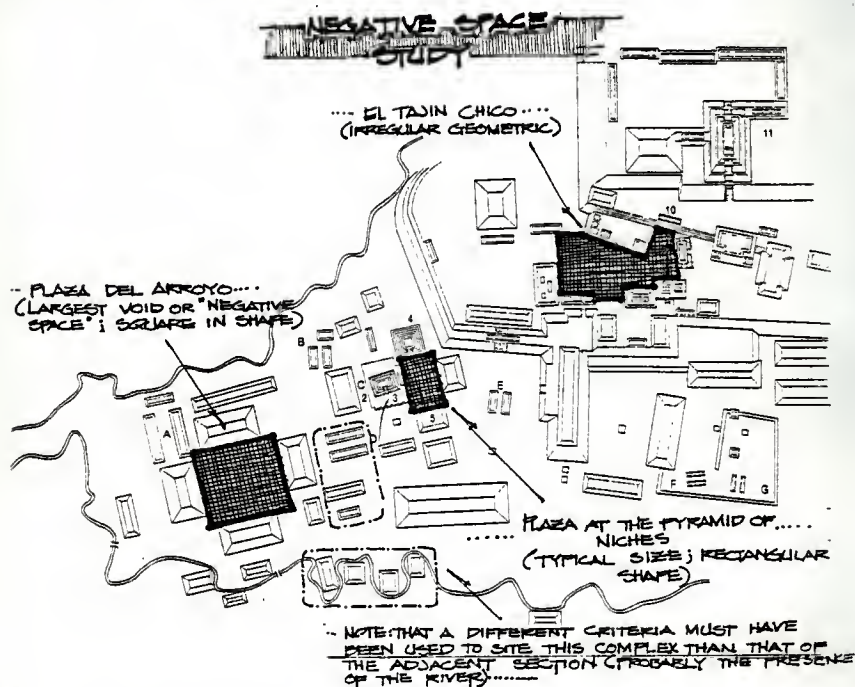 NEGATIVE SPACE
STUDY
.... EL TAJIN CHICO ....
(IRREGULAR GEOMETRIC)
11
10
-- PLAZA DEL ARROYO....
(LARGEST VOID OR "NEGATIVE
SPACE"; SQUARE IN SHAPE)
4
B
C
2
3
5
E
A
F
G
PLAZA AT THE PYRAMID OF.....
...... NICHES
(TYPICAL SIZE; RECTANGULAR
SHAPE)
-- NOTE: THAT A DIFFERENT CRITERIA MUST HAVE
BEEN USED TO SITE THIS COMPLEX THAN THAT OF
THE ADJACENT SECTION (PROBABLY THE PRESENCE
OF THE RIVER)........